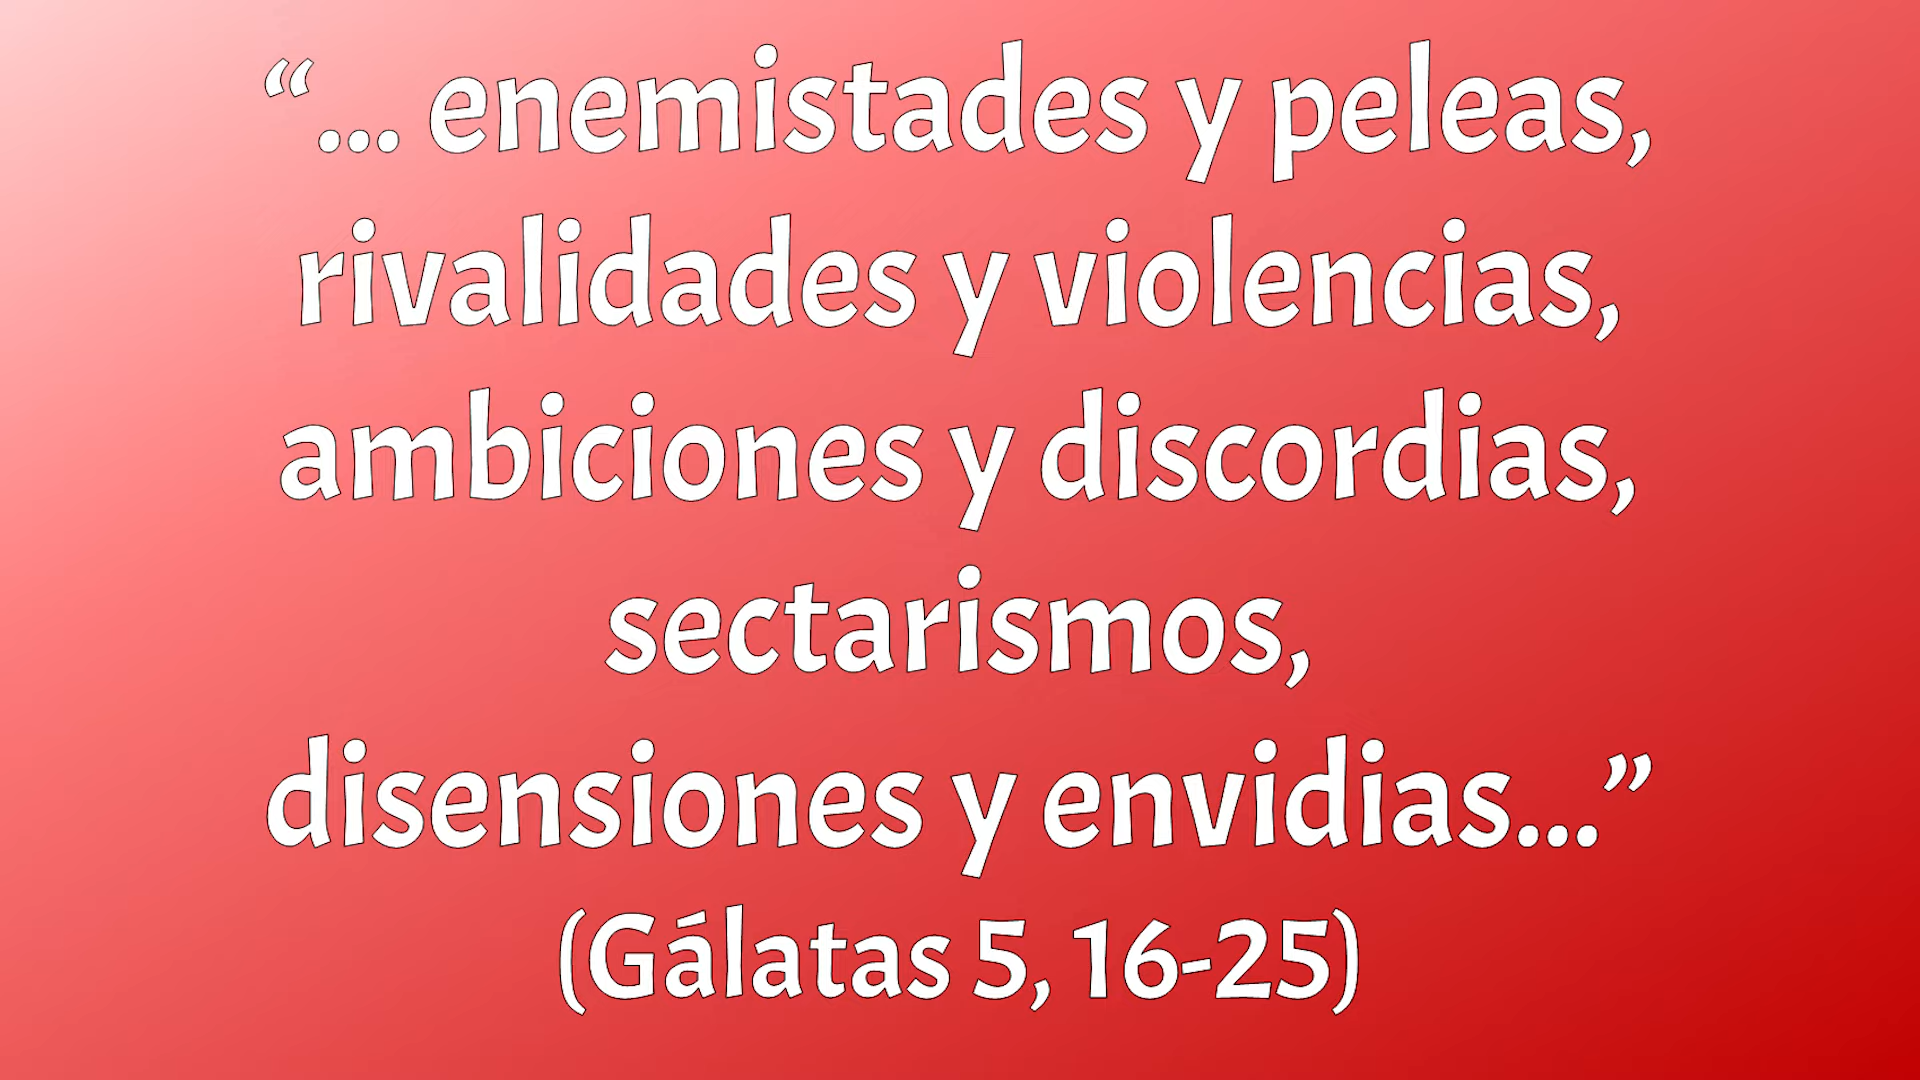 “... enemistades y peleas,
rivalidades y violencias,
ambiciones y discordias,
sectarismos,
disensiones y envidias...”
(Gálatas 5, 16-25)